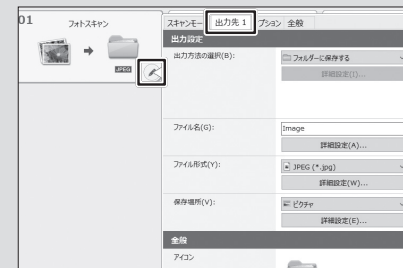 01
フォトスキャン
JPEG
スキャンモー 出力先 1 プション 全般
出力設定
出力方法の選択(B):
フォルダーに保存する
詳細設定(I)...
ファイル名(G):
Image
詳細設定(A)...
ファイル形式(Y):
JPEG (*.jpg)
詳細設定(W)...
保存場所(V):
ピクチャ
詳細設定(E)...
全般
アイコン